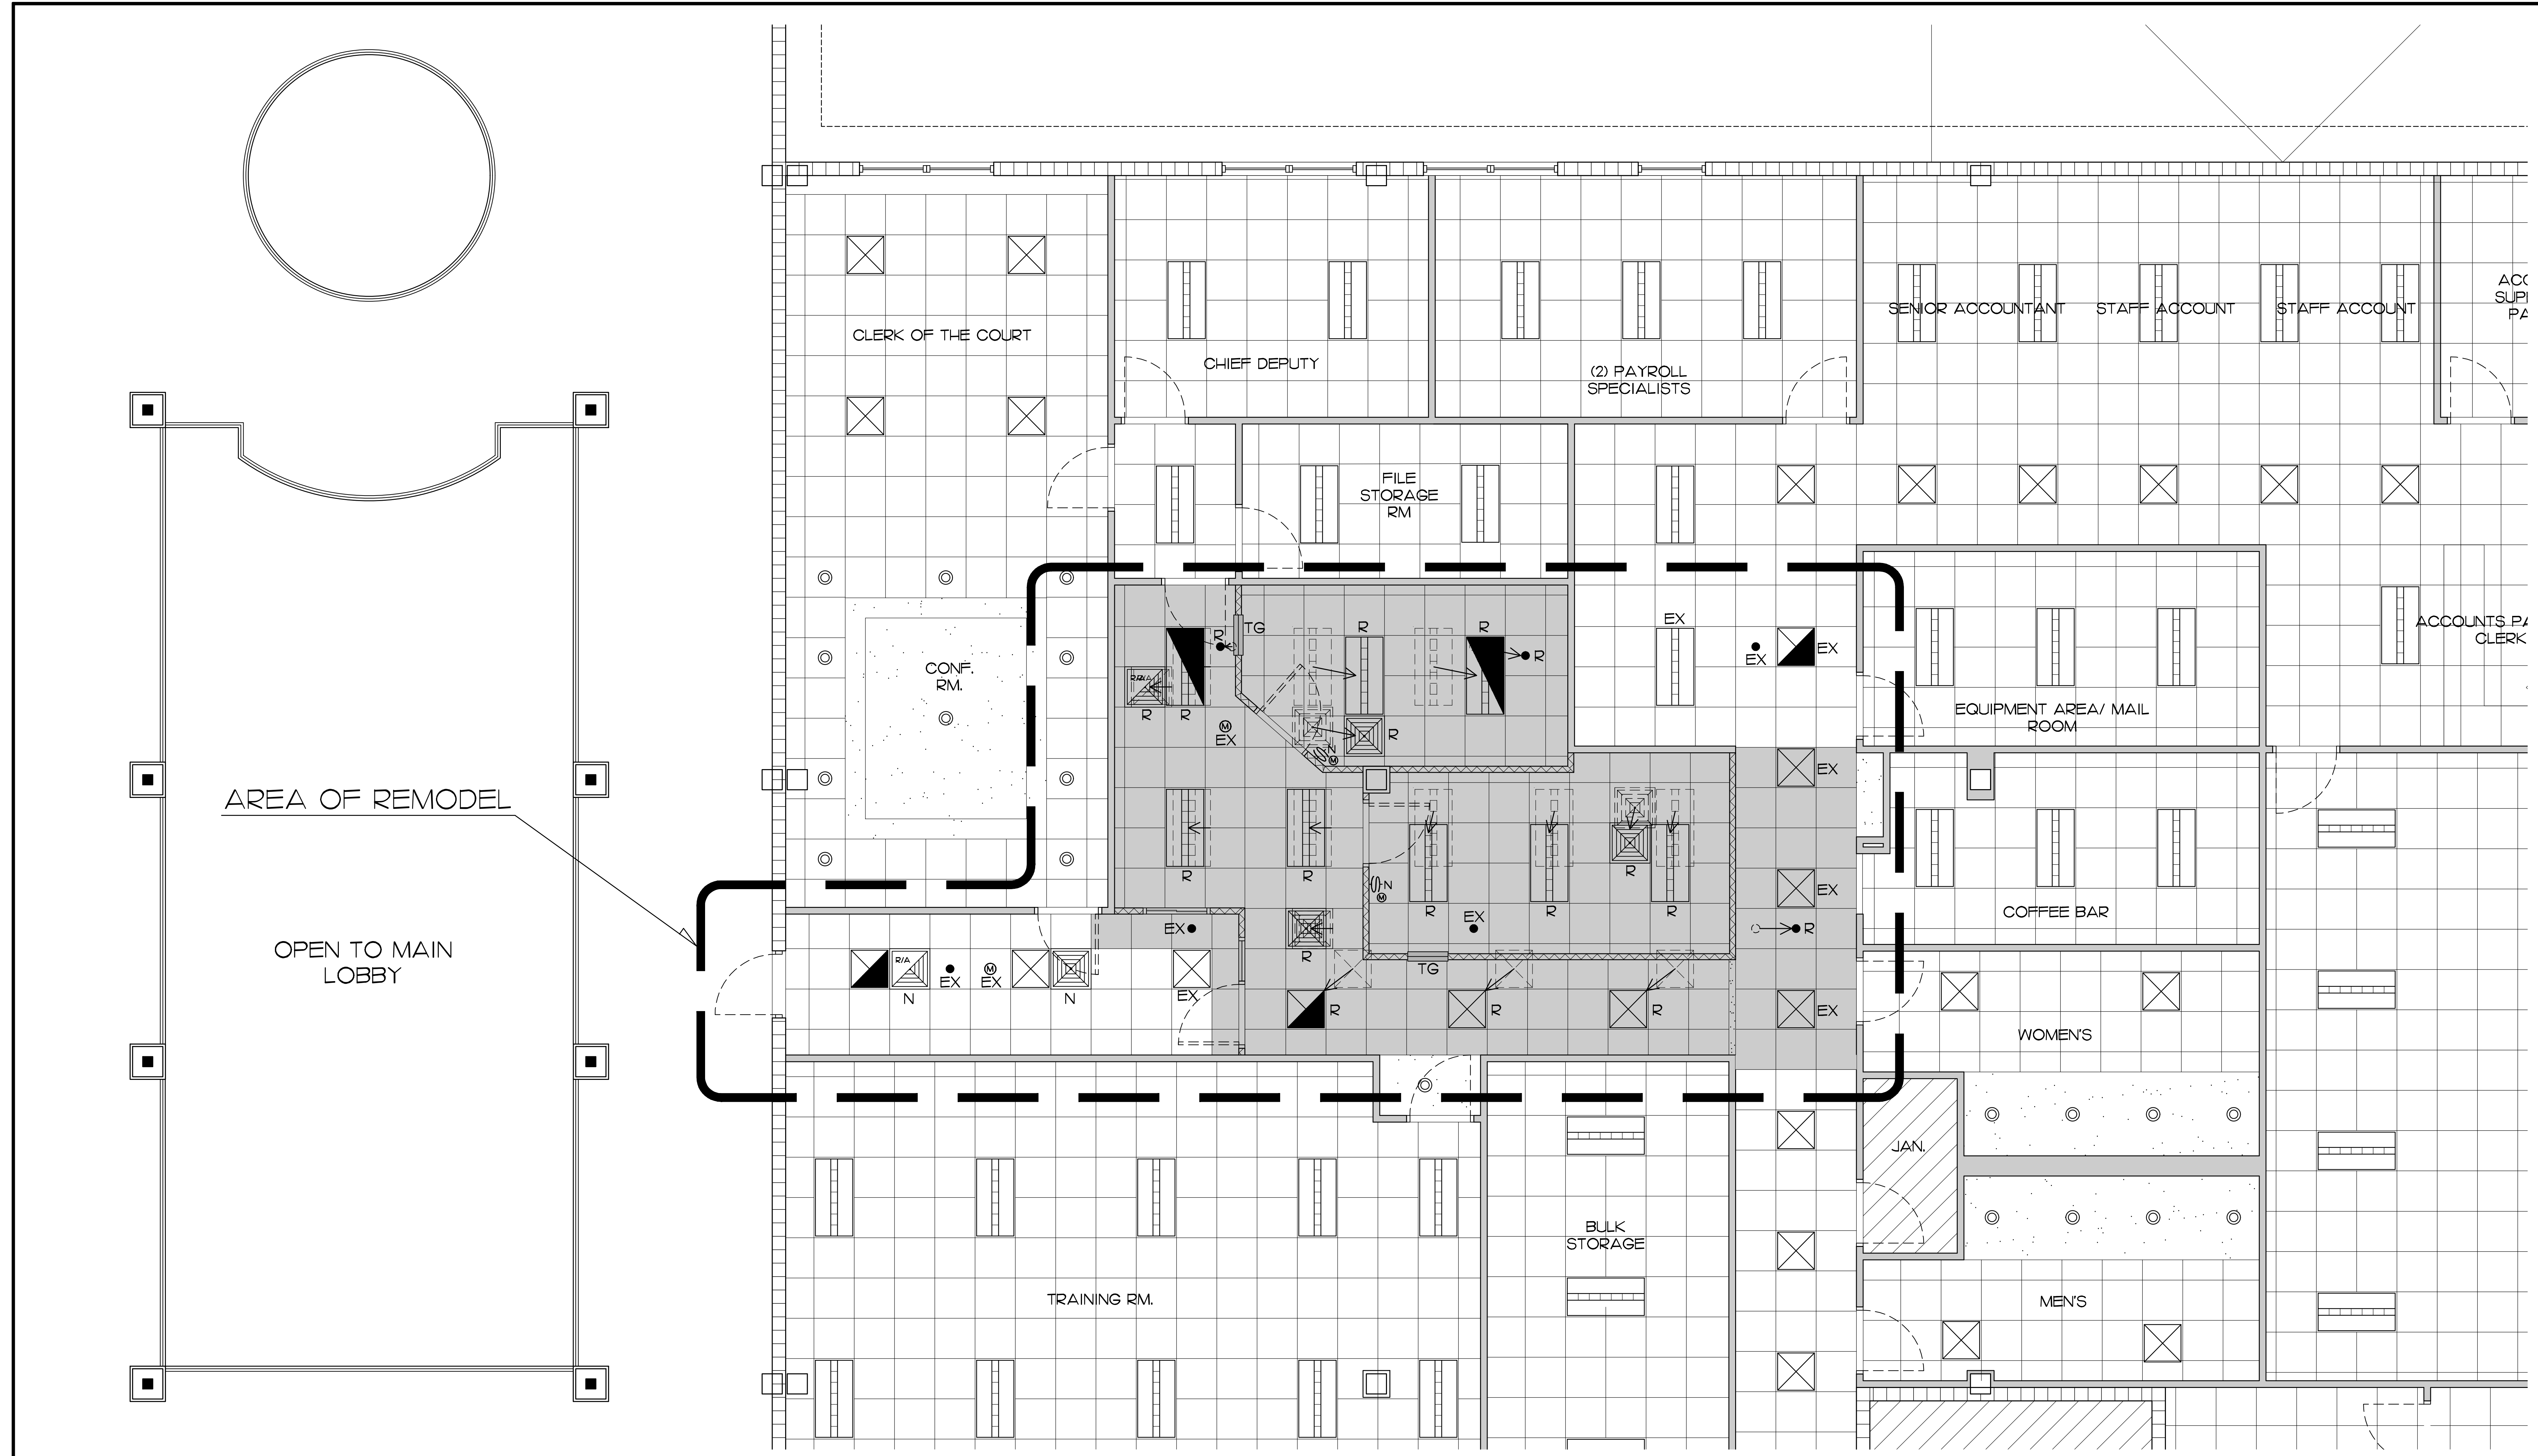 SENIOR ACCOUNTANT
STAFF ACCOUNT
STAFF ACCOUNT
CLERK OF THE COURT
CHIEF DEPUTY
(2) PAYROLL
SPECIALISTS
FILE
STORAGE
RM
EX
TG
R
R
R
EX
EX
ACCOUNTS PA
CLERK
CONF.
RM.
R/A
R
R
EX
R
R
N
EX
EQUIPMENT AREA/ MAIL
ROOM
AREA OF REMODEL
R
R
R
N
R
R
R
R
EX
EX
COFFEE BAR
OPEN TO MAIN
LOBBY
EX
R
R
TG
R/A
N
EX
EX
N
EX
R
R
R
EX
WOMEN'S
JAN.
BULK
STORAGE
TRAINING RM.
MEN'S